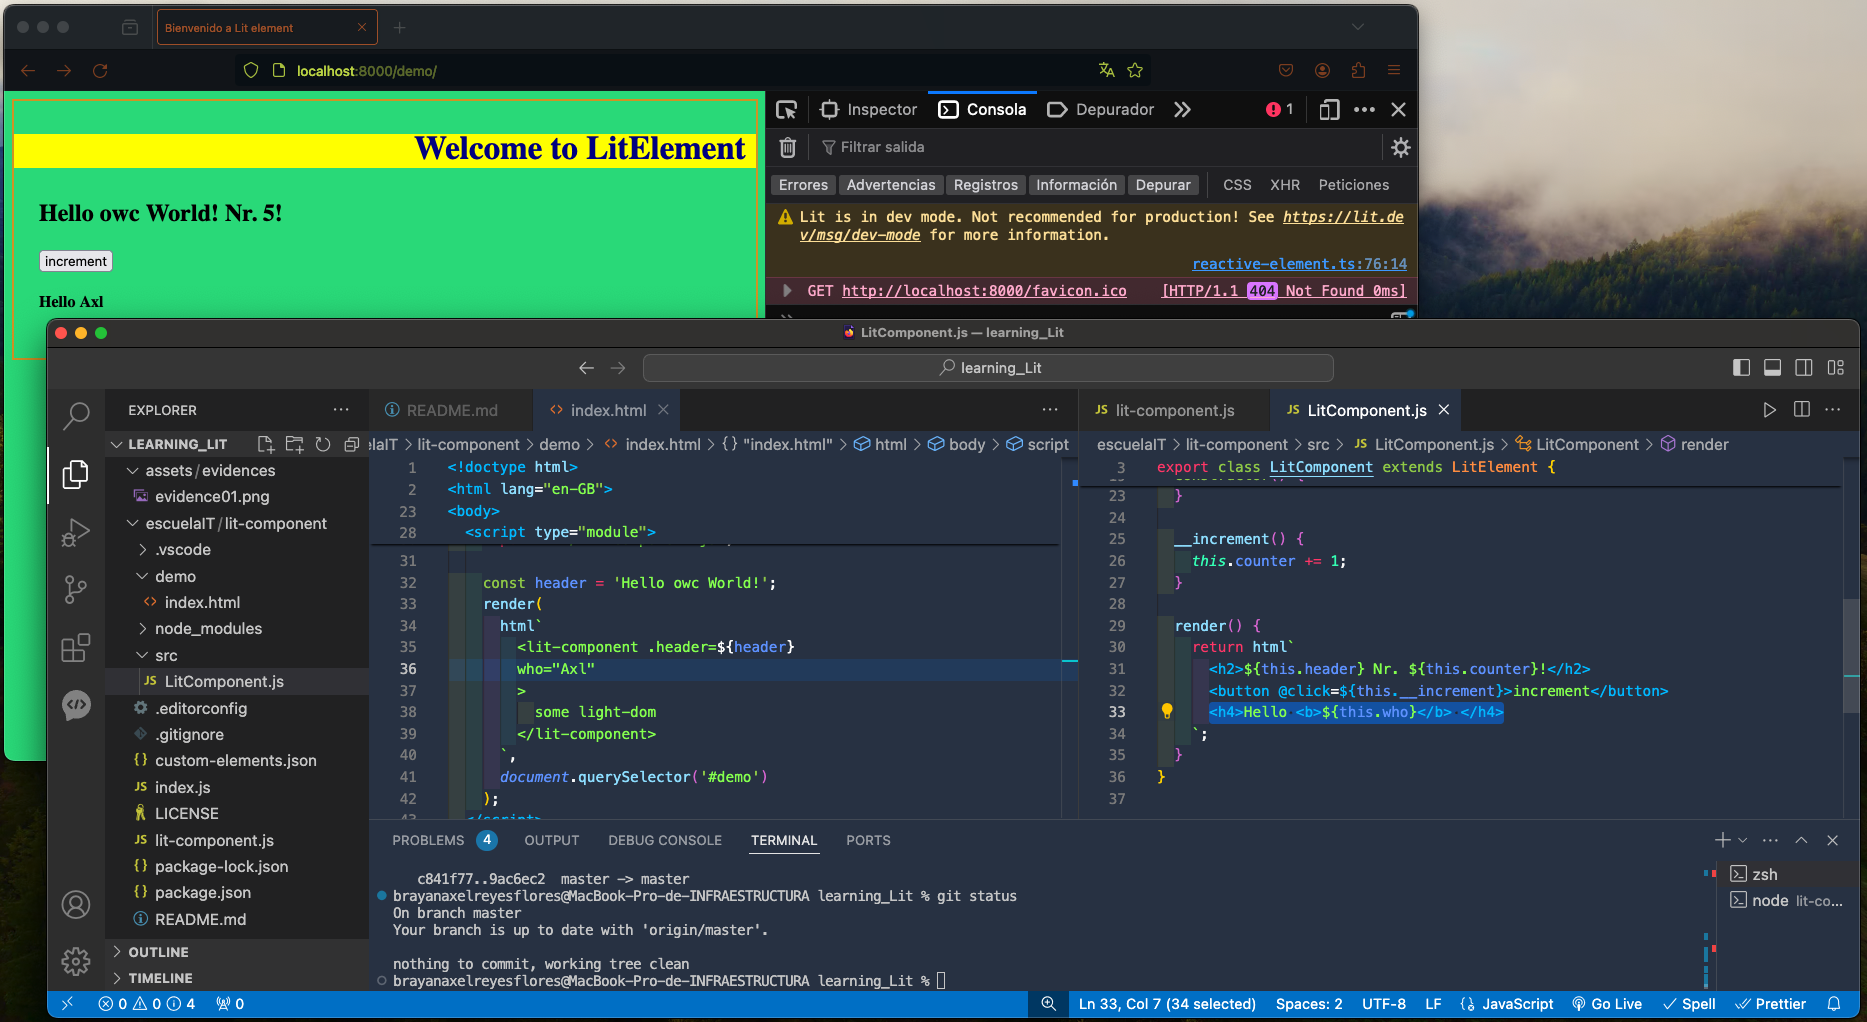 Bienvenido a Lit element
localhost:8000/demo/
Welcome to LitElement
Hello owc World! Nr. 5!
increment
Hello Axl
Inspector
Consola
Depurador
1
Filtrar salida
Errores
Advertencias
Registros
Información
Depurar
CSS
XHR
Peticiones
Lit is in dev mode. Not recommended for production! See https://lit.de
v/msg/dev-mode for more information.
reactive-element.ts:76:14
GET http://localhost:8000/favicon.ico [HTTP/1.1 404 Not Found 0ms]
LitComponent.js — learning_Lit
learning_Lit
EXPLORER
LEARNING_LIT
assets/evidences
evidence01.png
escuelaIT/lit-component
.vscode
demo
index.html
node_modules
src
JS LitComponent.js
.editorconfig
.gitignore
{} custom-elements.json
JS index.js
LICENSE
JS lit-component.js
{} package-lock.json
{} package.json
README.md
OUTLINE
TIMELINE
README.md
index.html
elaIT > lit-component > demo > index.html > {} "index.html" > html > body > script
1 <!doctype html>
2 <html lang="en-GB">
23 <body>
28 <script type="module">
31
32 const header = 'Hello owc World!';
33 render(
34 html`
35 <lit-component .header=${header}
36 who="Axl"
37 >
38 some light-dom
39 </lit-component>
40 `,
41 document.querySelector('#demo')
42 );
43 </script>
JS lit-component.js
JS LitComponent.js
escuelaIT > lit-component > src > JS LitComponent.js > LitComponent > render
3 export class LitComponent extends LitElement {
23 }
24
25 __increment() {
26 this.counter += 1;
27 }
28
29 render() {
30 return html`
31 <h2>${this.header} Nr. ${this.counter}!</h2>
32 <button @click=${this.__increment}>increment</button>
33 <h4>Hello <b>${this.who}</b> </h4>
34 `;
35 }
36 }
37
PROBLEMS 4
OUTPUT
DEBUG CONSOLE
TERMINAL
PORTS
c841f77..9ac6ec2 master -> master
brayanaxelreyesflores@MacBook-Pro-de-INFRAESTRUCTURA learning_Lit % git status
On branch master
Your branch is up to date with 'origin/master'.
nothing to commit, working tree clean
brayanaxelreyesflores@MacBook-Pro-de-INFRAESTRUCTURA learning_Lit %
zsh
node lit-co...
0 0 4 0
Ln 33, Col 7 (34 selected)
Spaces: 2
UTF-8
LF
{} JavaScript
Go Live
Spell
Prettier